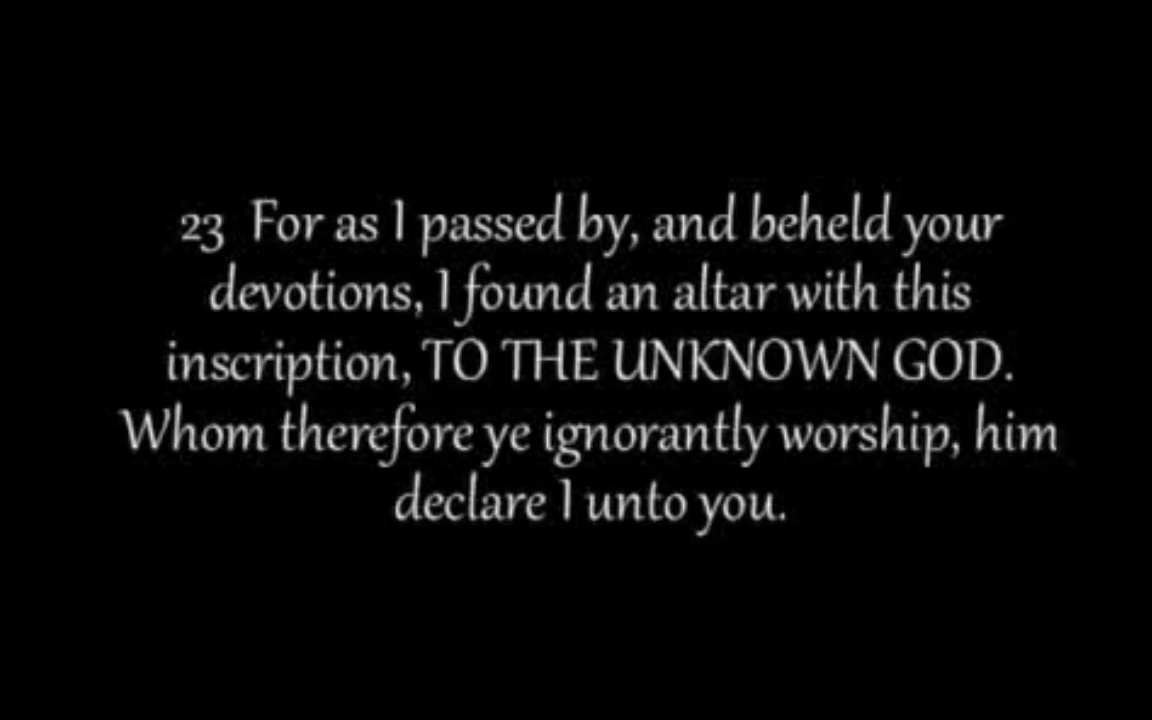 23 For as I passed by, and beheld your
devotions, I found an altar with this
inscription, TO THE UNKNOWN GOD.
Whom therefore ye ignorantly worship, him
declare I unto you.